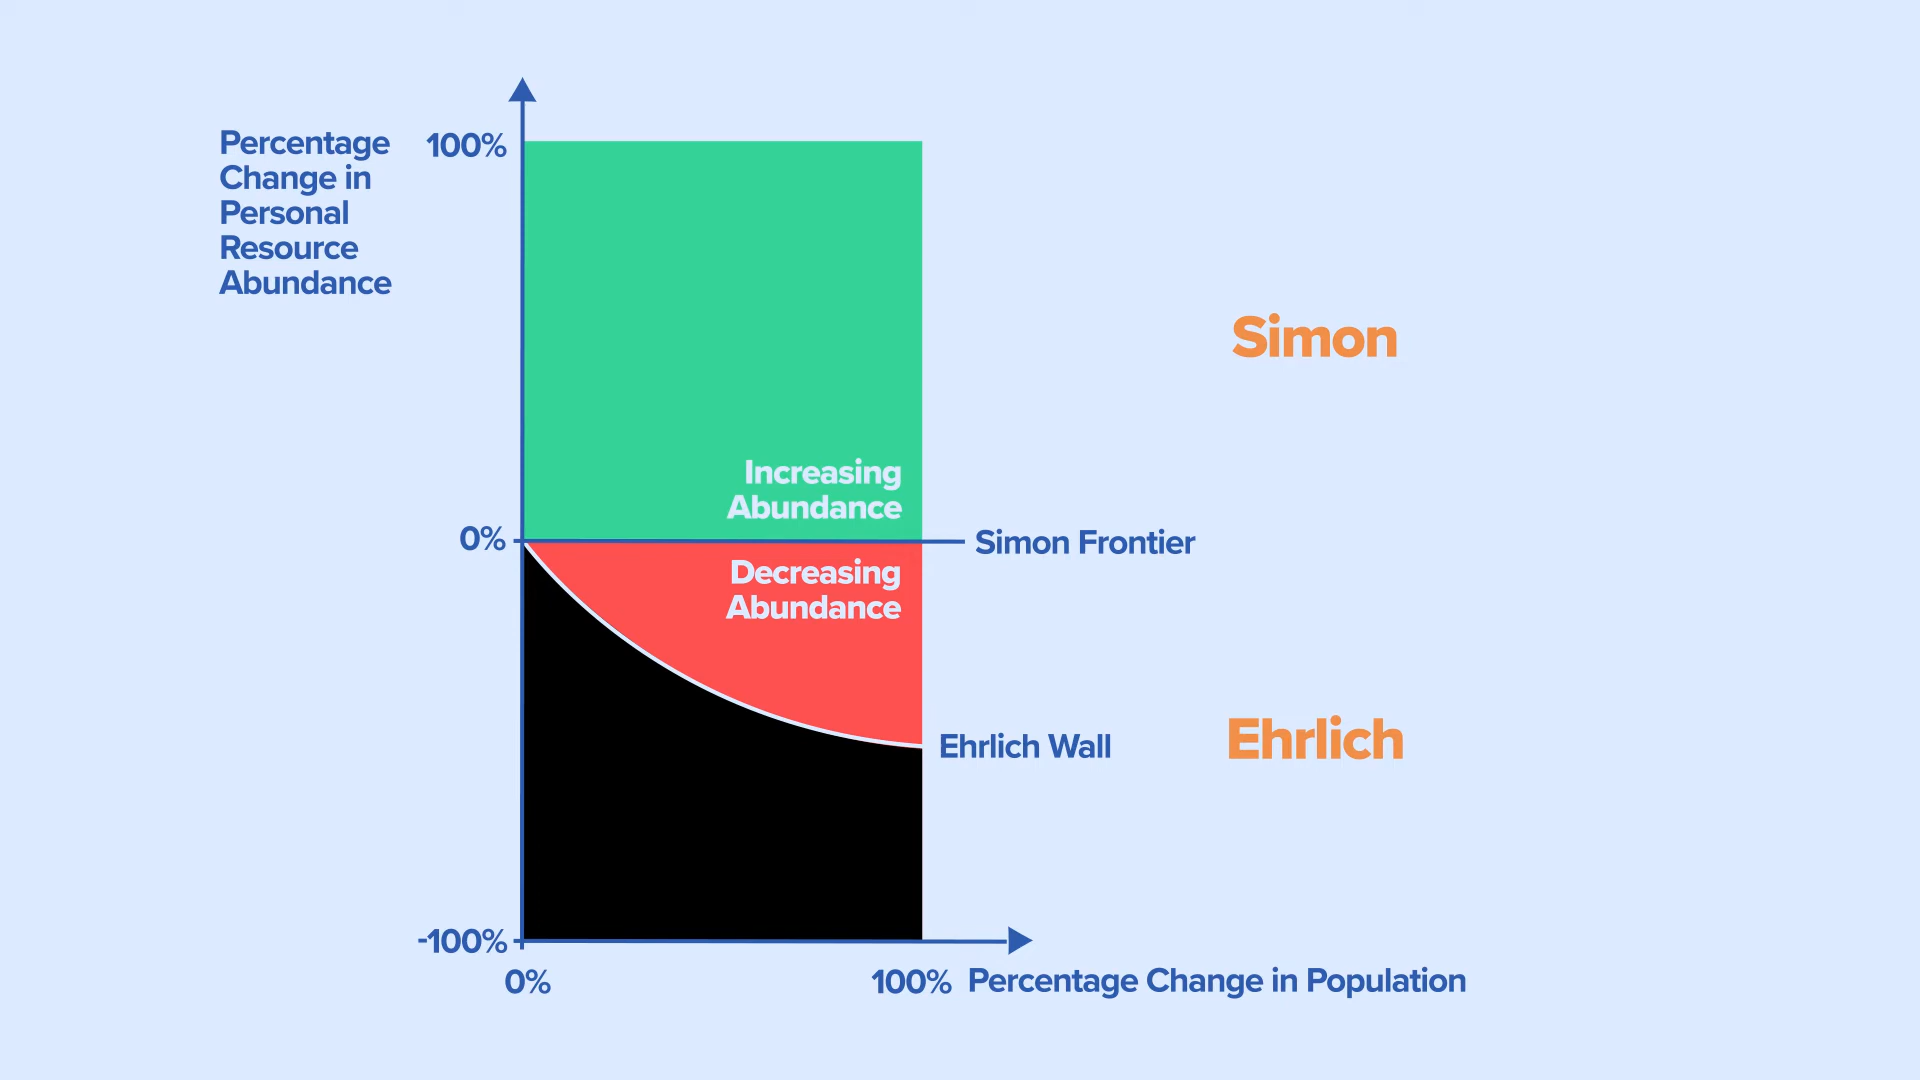 Percentage
Change in
Personal
Resource
Abundance
100%
Simon
Increasing
Abundance
0%
Simon Frontier
Decreasing
Abundance
Ehrlich Wall
Ehrlich
-100%
0%
100%
Percentage Change in Population